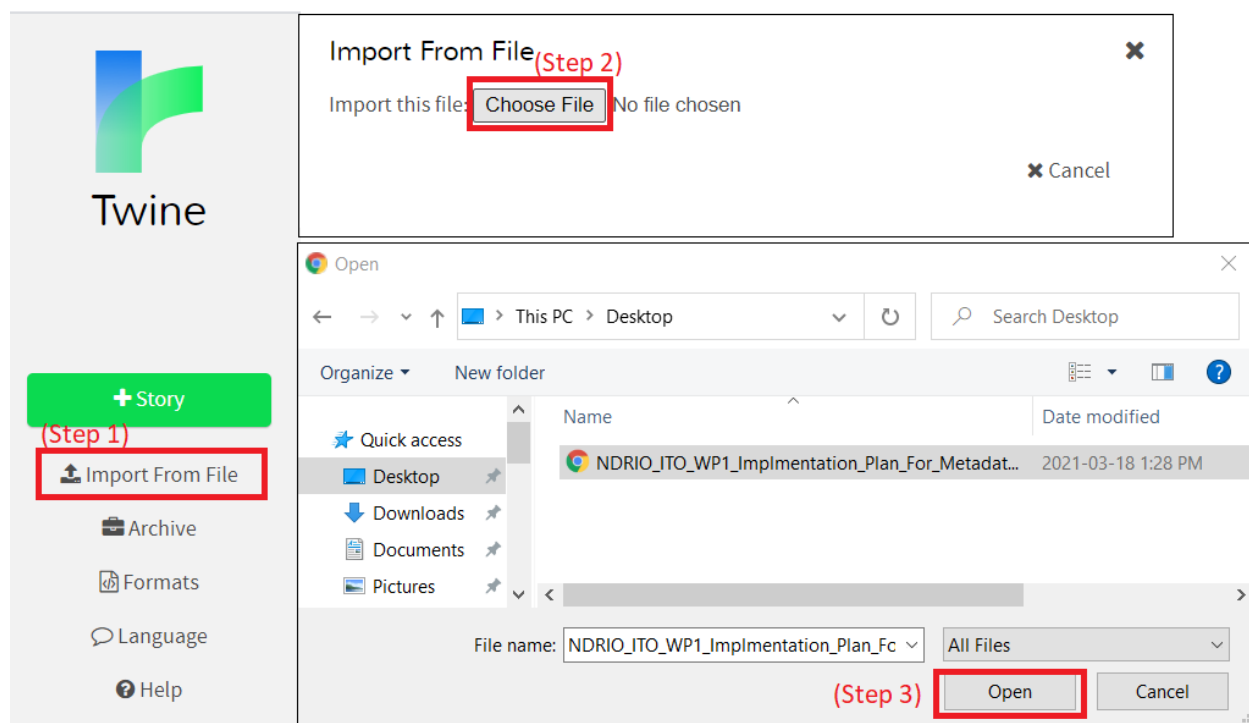 Twine
+ Story
(Step 1)
Import From File
Archive
Formats
Language
Help
Import From File
(Step 2)
Import this file: Choose File No file chosen
Cancel
Open
This PC > Desktop
Search Desktop
Organize
New folder
Name
Date modified
Quick access
Desktop
Downloads
Documents
Pictures
NDRIO_ITO_WP1_Implmentation_Plan_For_Metadat... 2021-03-18 1:28 PM
File name: NDRIO_ITO_WP1_Implmentation_Plan_Fc
All Files
(Step 3)
Open
Cancel